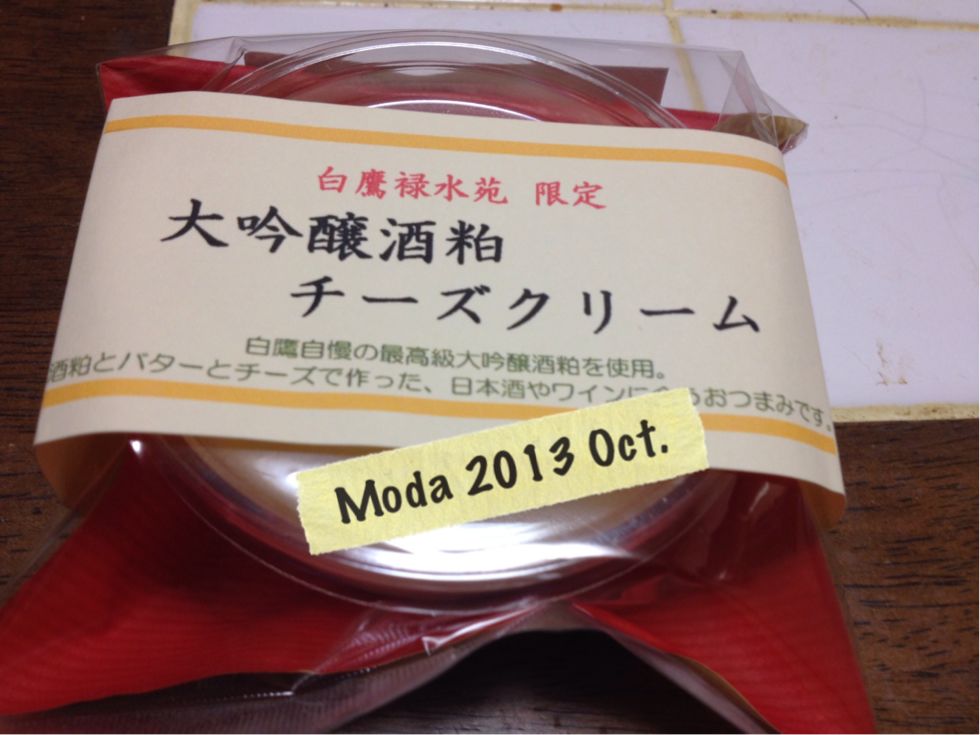 白鷹禄水苑 限定
大吟醸酒粕
チーズクリーム
白鷹自慢の最高級大吟醸酒粕を使用。
酒粕とバターとチーズで作った、日本酒やワインに おつまみです。
Moda 2013 Oct.